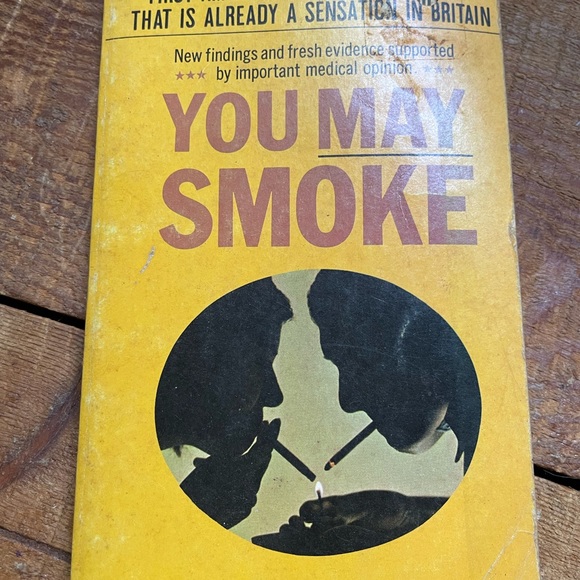 THAT IS ALREADY A SENSATION IN BRITAIN
New findings and fresh evidence supported
*** by important medical opinion. ***
YOU MAY
SMOKE